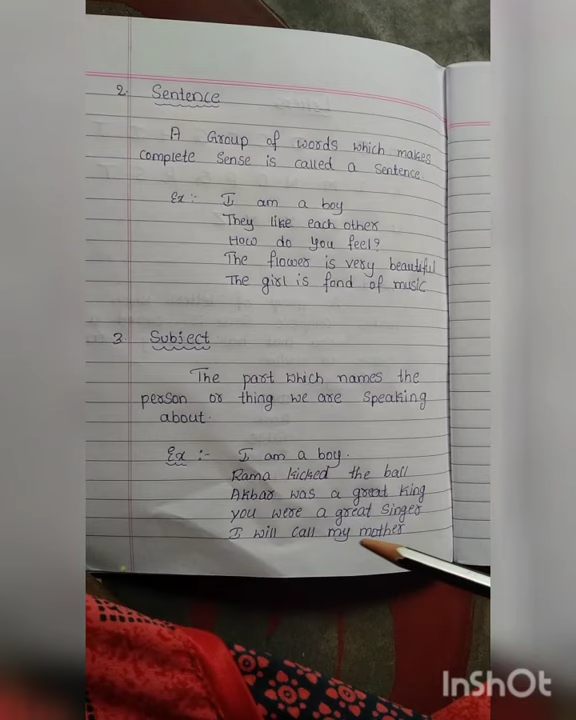 2. Sentence
A Group of words which makes
complete Sense is called a Sentence.
Ex :- I am a boy
They like each other
How do you feel?
The flower is very beautiful
The girl is fond of music
3 Subject
The part which names the
person or thing we are speaking
about.
Ex :- I am a boy.
Rama kicked the ball
Akbar was a great King
you were a great Singer
I will call my mother
InShOt